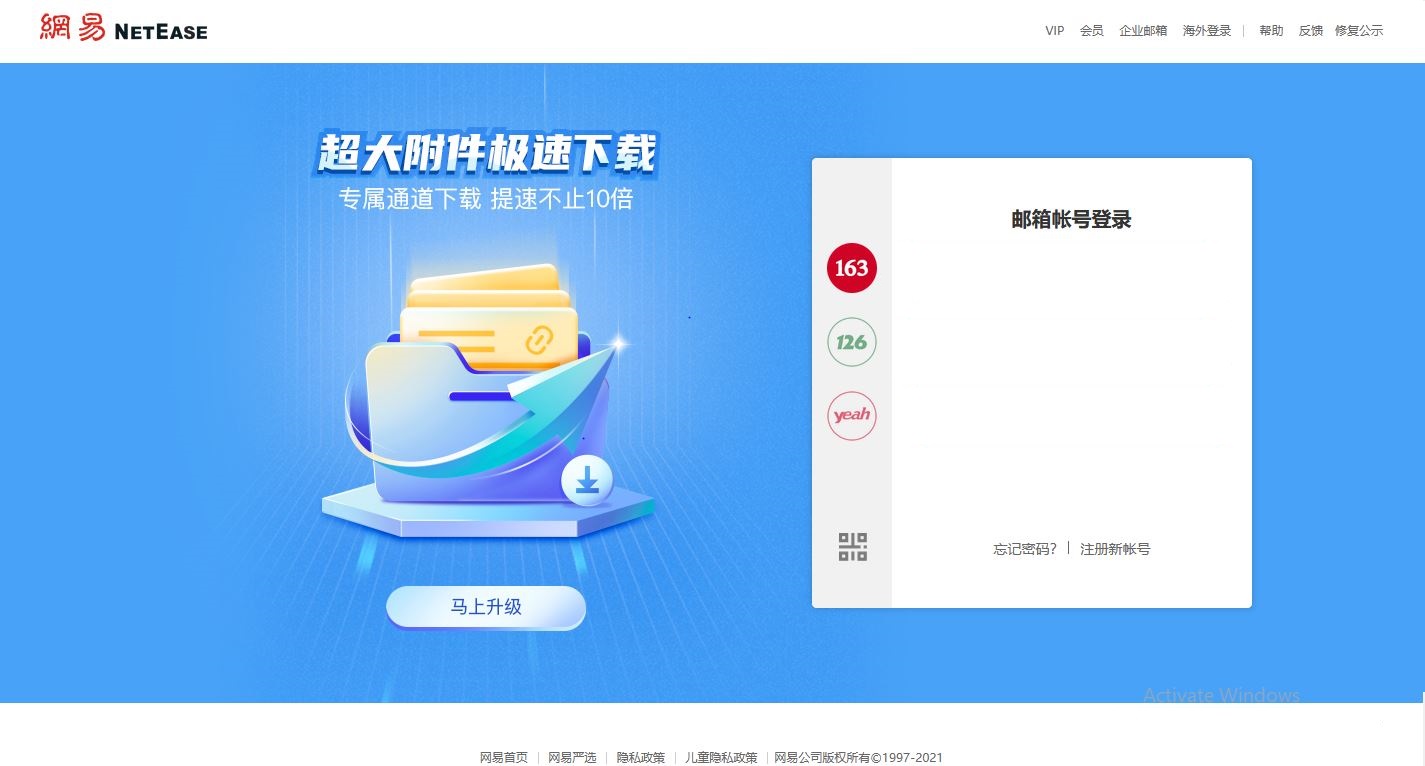 網易 NETEASE
VIP 会员 企业邮箱 海外登录 | 帮助 反馈 修复公示
超大附件极速下载
专属通道下载 提速不止10倍
邮箱帐号登录
163
126
yeah
忘记密码? | 注册新帐号
马上升级
Activate Windows
网易首页 | 网易严选 | 隐私政策 | 儿童隐私政策 | 网易公司版权所有©1997-2021